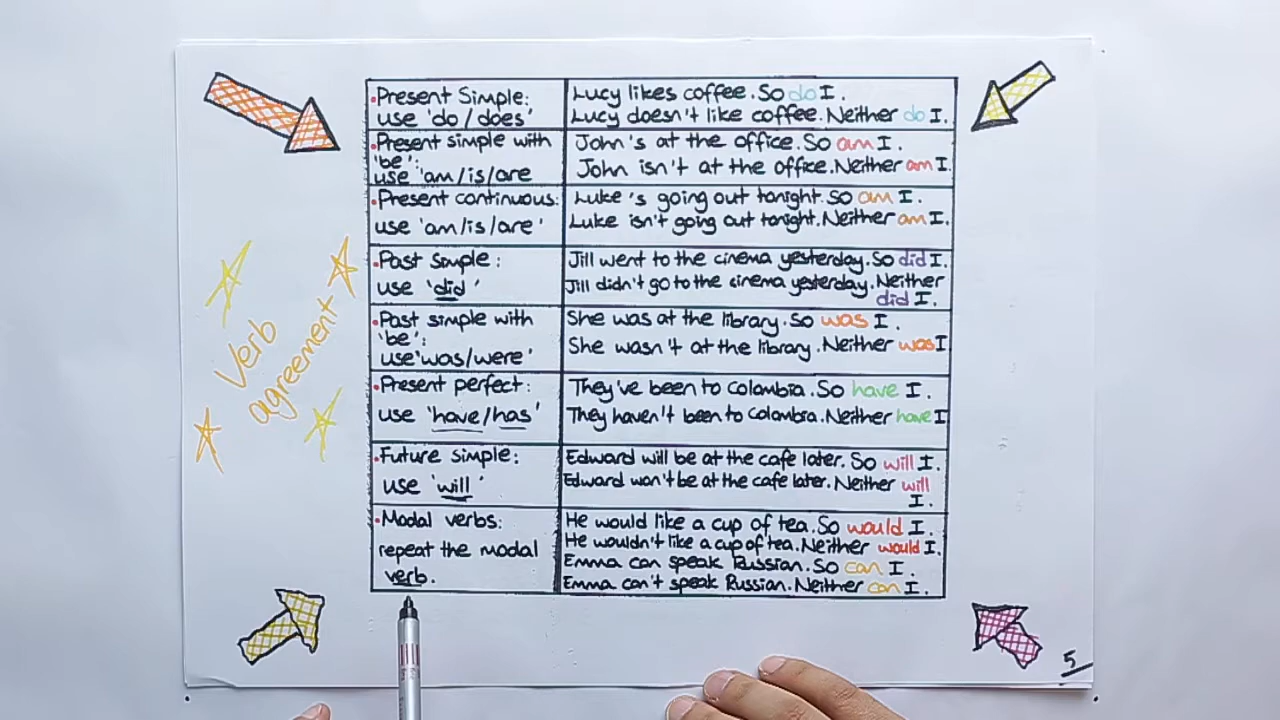 Verb
agreement
•Present Simple:
use 'do/does'
Lucy likes coffee. So do I.
Lucy doesn't like coffee. Neither do I.
•Present simple with
'be':
use 'am/is/are
John's at the office. So am I.
John isn't at the office. Neither am I.
•Present continuous:
use 'am/is/are'
Luke's going out tonight. So am I.
Luke isn't going out tonight. Neither am I.
•Past simple:
use 'did'
Jill went to the cinema yesterday. So did I.
Jill didn't go to the cinema yesterday. Neither
did I.
•Past simple with
'be':
use 'was/were'
She was at the library. So was I.
She wasn't at the library. Neither was I
•Present perfect:
use 'have/has'
They've been to Colombia. So have I.
They haven't been to Colombia. Neither have I
•Future simple:
use 'will'
Edward will be at the cafe later. So will I.
Edward won't be at the cafe later. Neither will
I.
•Modal verbs:
repeat the modal
verb.
He would like a cup of tea. So would I.
He wouldn't like a cup of tea. Neither would I.
Emma can speak Russian. So can I.
Emma can't speak Russian. Neither can I.
5